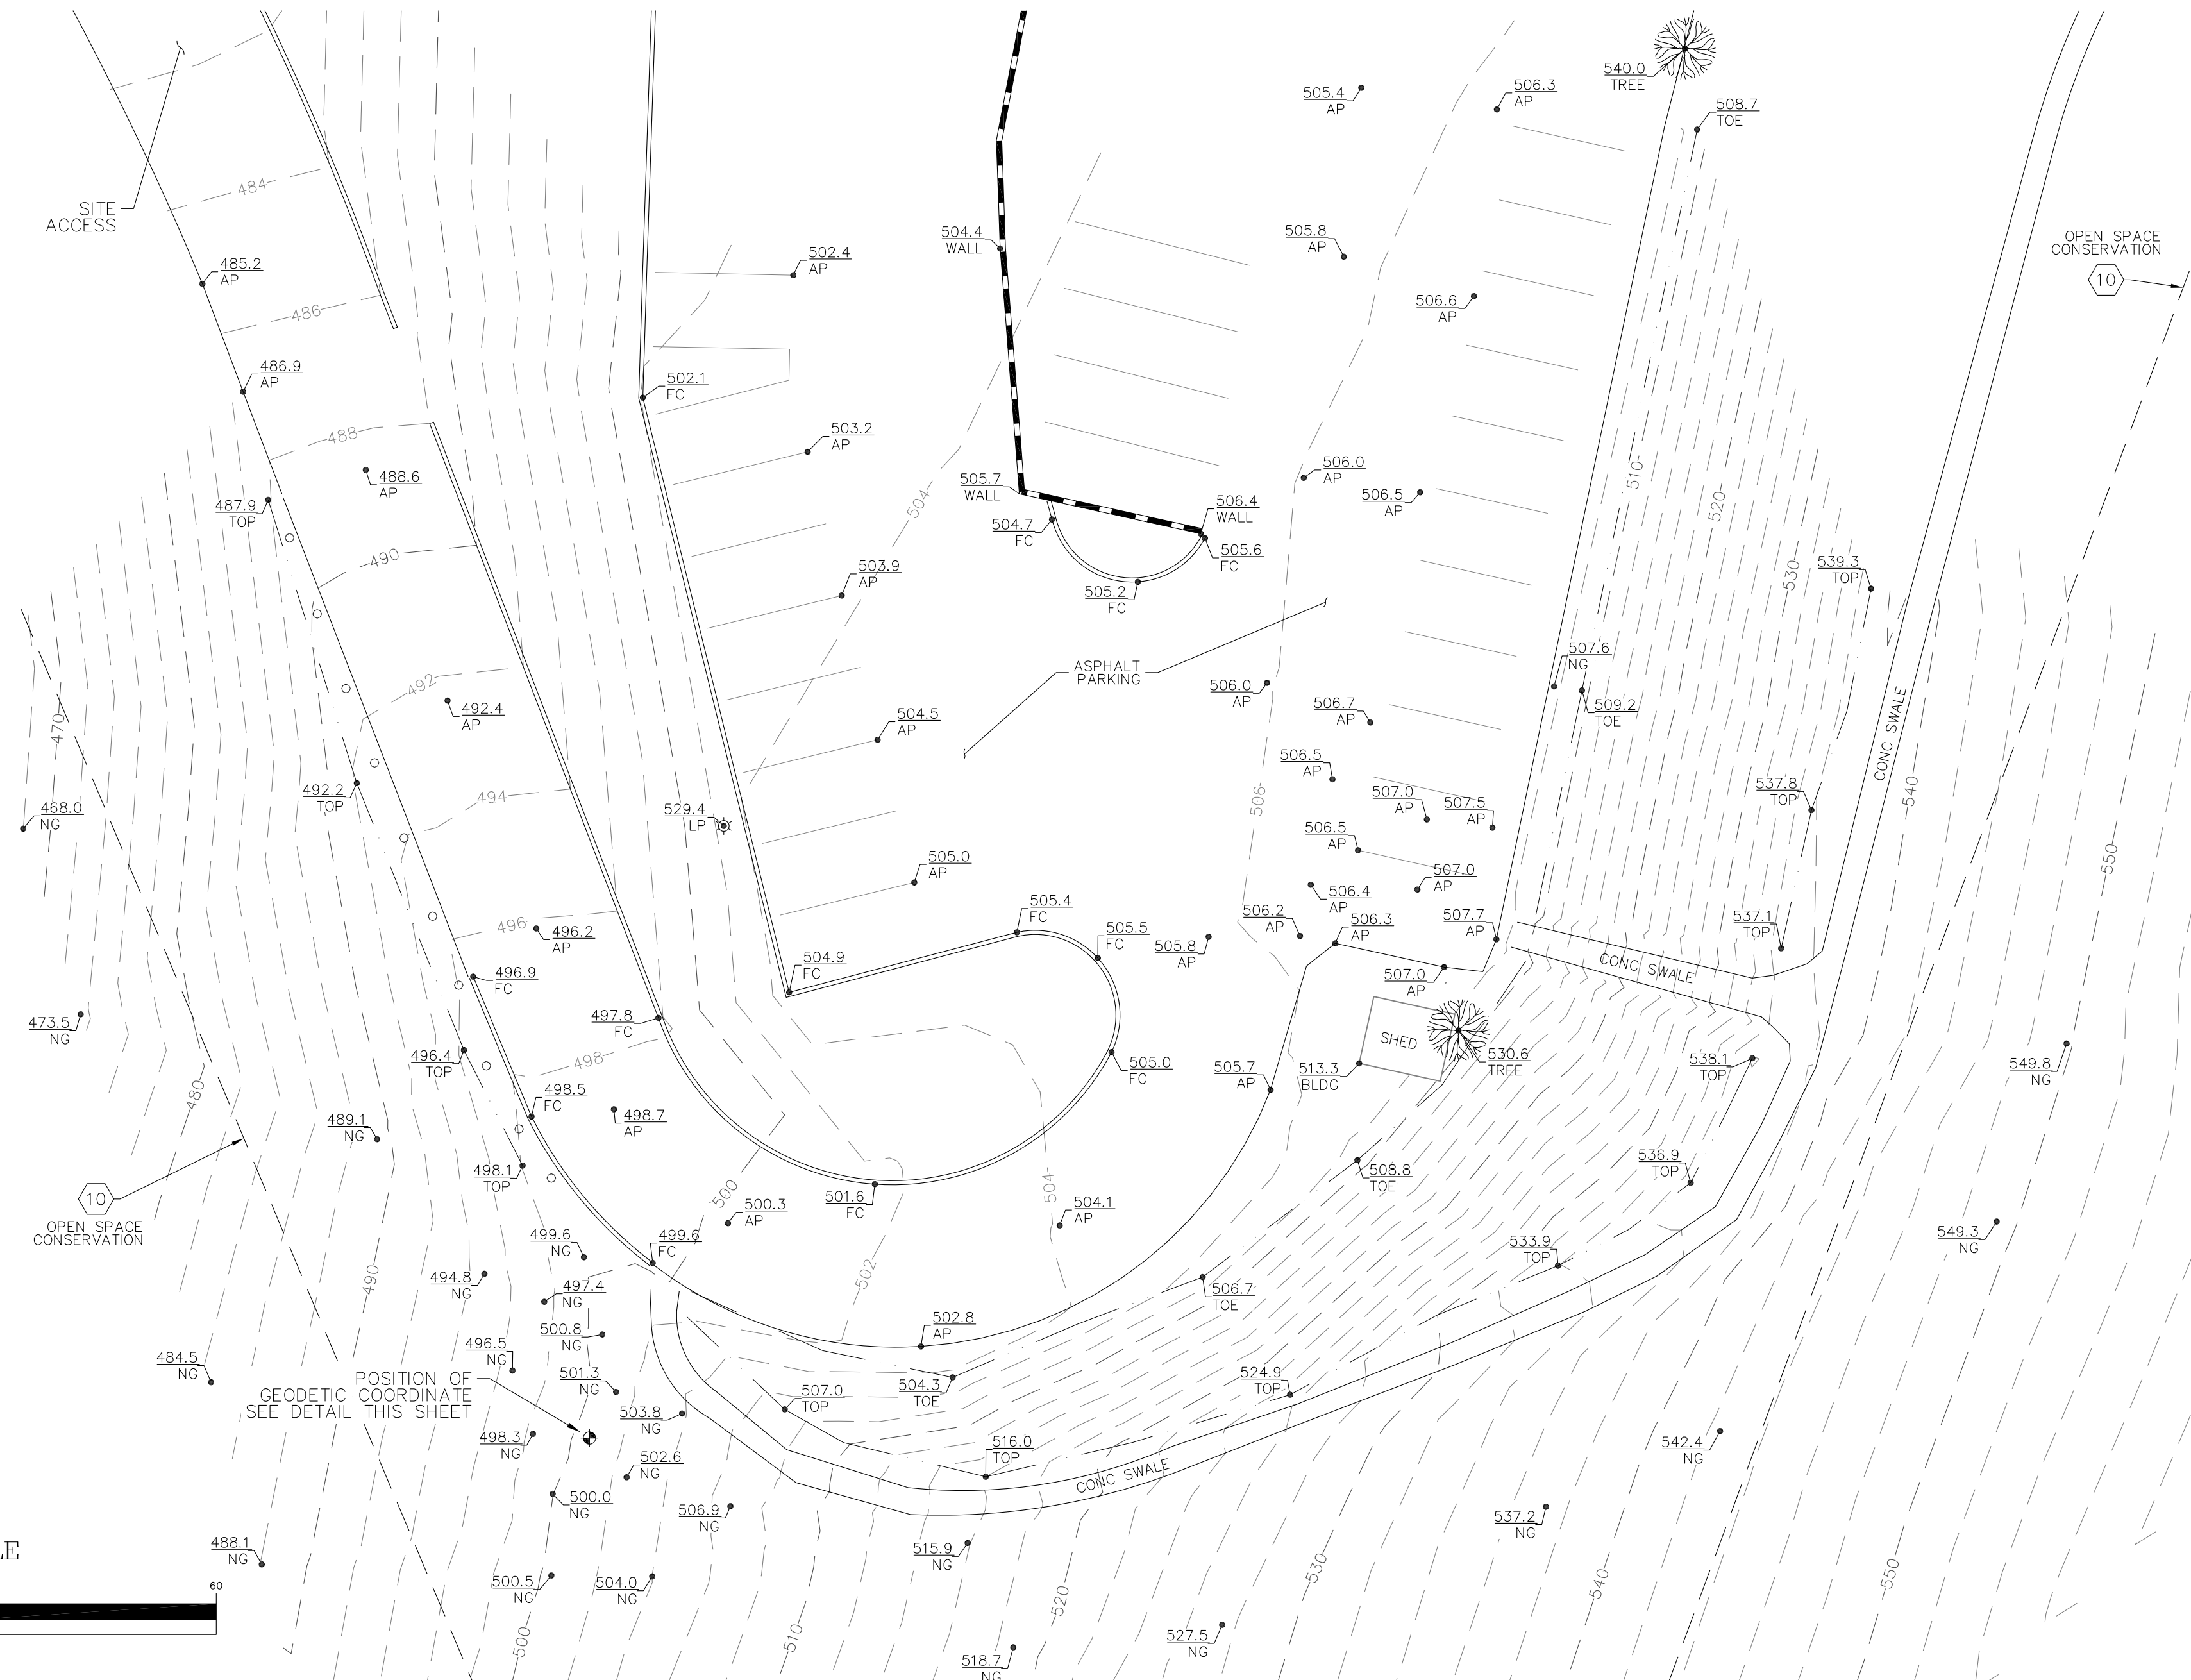 540.0
TREE
508.7
TOE
505.4
AP
506.3
AP
484
SITE
ACCESS
485.2
AP
486
502.4
AP
504.4
WALL
505.8
AP
506.6
AP
OPEN SPACE
CONSERVATION
10
486.9
AP
502.1
FC
488
488.6
AP
503.2
AP
487.9
TOP
504
505.7
WALL
506.4
WALL
504.7
FC
505.6
FC
505.2
FC
506.0
AP
506.5
AP
510
520
530
539.3
TOP
490
503.9
AP
492
492.4
AP
470
504.5
AP
ASPHALT
PARKING
506.0
AP
506.7
AP
507.6
NG
509.2
TOE
CONC SWALE
468.0
NG
492.2
TOP
494
529.4
LP
506.5
AP
506
507.0
AP
507.5
AP
537.8
TOP
540
506.5
AP
550
505.0
AP
506.4
AP
507.0
AP
496
496.2
AP
505.4
FC
505.5
FC
505.8
AP
506.2
AP
506.3
AP
507.7
AP
537.1
TOP
496.9
FC
504.9
FC
507.0
AP
CONC SWALE
473.5
NG
497.8
FC
SHED
496.4
TOP
498
505.0
FC
505.7
AP
513.3
BLDG
530.6
TREE
538.1
TOP
549.8
NG
480
489.1
NG
498.5
FC
498.7
AP
498.1
TOP
500
508.8
TOE
536.9
TOP
10
OPEN SPACE
CONSERVATION
501.6
FC
504
500.3
AP
504.1
AP
549.3
NG
499.6
NG
499.6
FC
533.9
TOP
490
494.8
NG
497.4
NG
502
506.7
TOE
500.8
NG
502.8
AP
484.5
NG
496.5
NG
501.3
NG
504.3
TOE
524.9
TOP
POSITION OF
GEODETIC COORDINATE
SEE DETAIL THIS SHEET
507.0
TOP
503.8
NG
498.3
NG
502.6
NG
516.0
TOP
CONC SWALE
542.4
NG
500.0
NG
506.9
NG
537.2
NG
LE
488.1
NG
515.9
NG
530
540
550
60
500.5
NG
504.0
NG
520
500
510
518.7
NG
527.5
NG